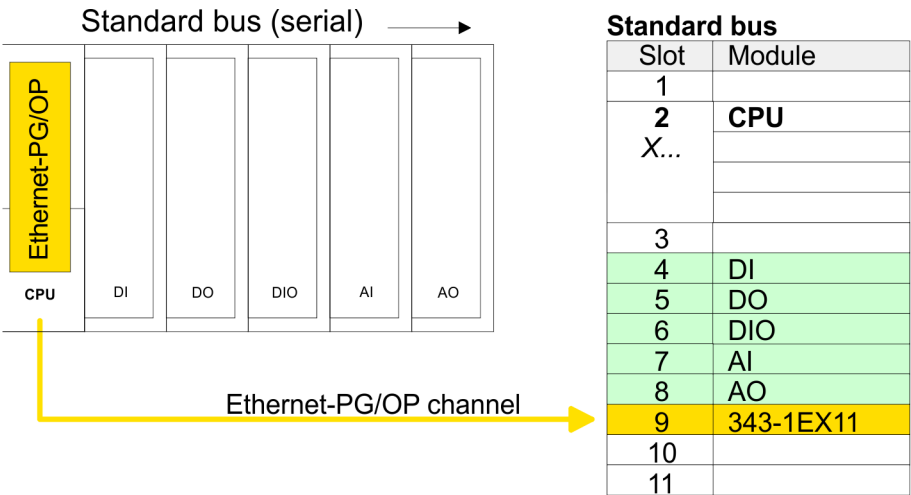 Standard bus (serial)
Ethernet-PG/OP
CPU
DI
DO
DIO
AI
AO
Ethernet-PG/OP channel
Standard bus
Slot Module
1
2 CPU
X...
3
4 DI
5 DO
6 DIO
7 AI
8 AO
9 343-1EX11
10
11